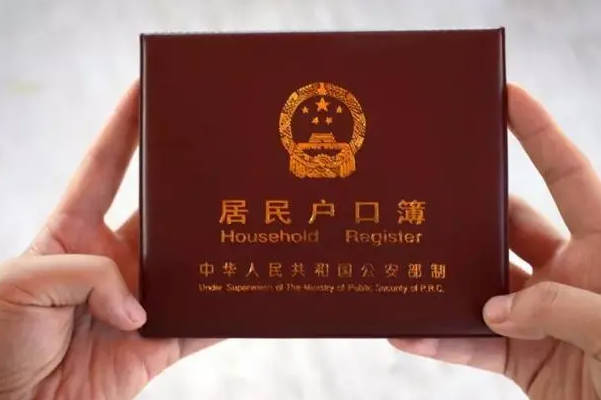 居民户口簿
Household Register
中华人民共和国公安部制
Under Supervision of The Ministry of Public Security of P.R.C.